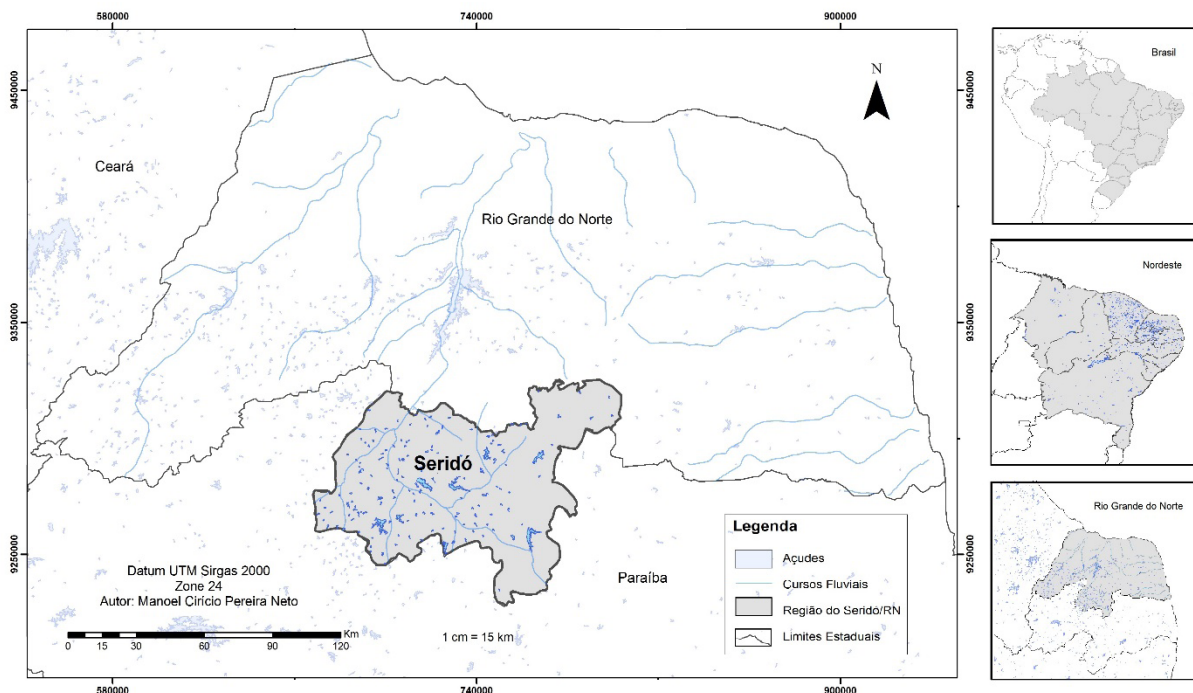 580000
740000
900000
9450000
9450000
N
Ceará
Rio Grande do Norte
9350000
9350000
Seridó
Legenda
Açudes
Cursos Fluviais
Região do Seridó/RN
Limites Estaduais
9250000
9250000
Paraíba
Datum UTM Sirgas 2000
Zone 24
Autor: Manoel Cirício Pereira Neto
Km
0 15 30 60 90 120
1 cm = 15 km
580000
740000
900000
Brasil
Nordeste
Rio Grande do Norte